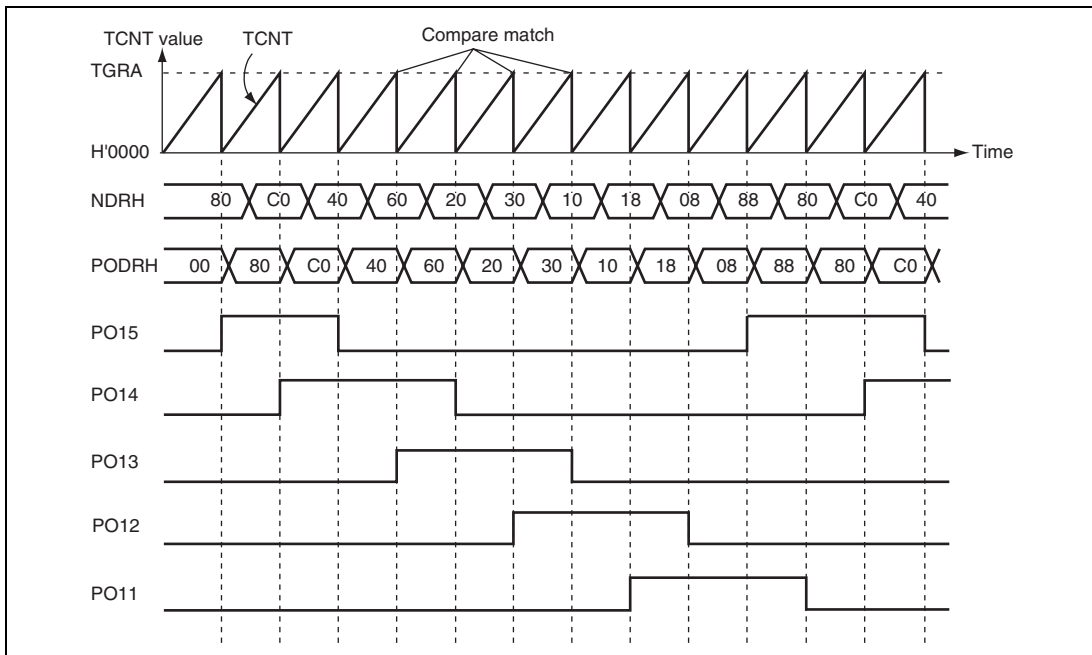 TCNT value TCNT Compare match
TGRA
H'0000 Time
NDRH 80 C0 40 60 20 30 10 18 08 88 80 C0 40
PODRH 00 80 C0 40 60 20 30 10 18 08 88 80 C0
PO15
PO14
PO13
PO12
PO11